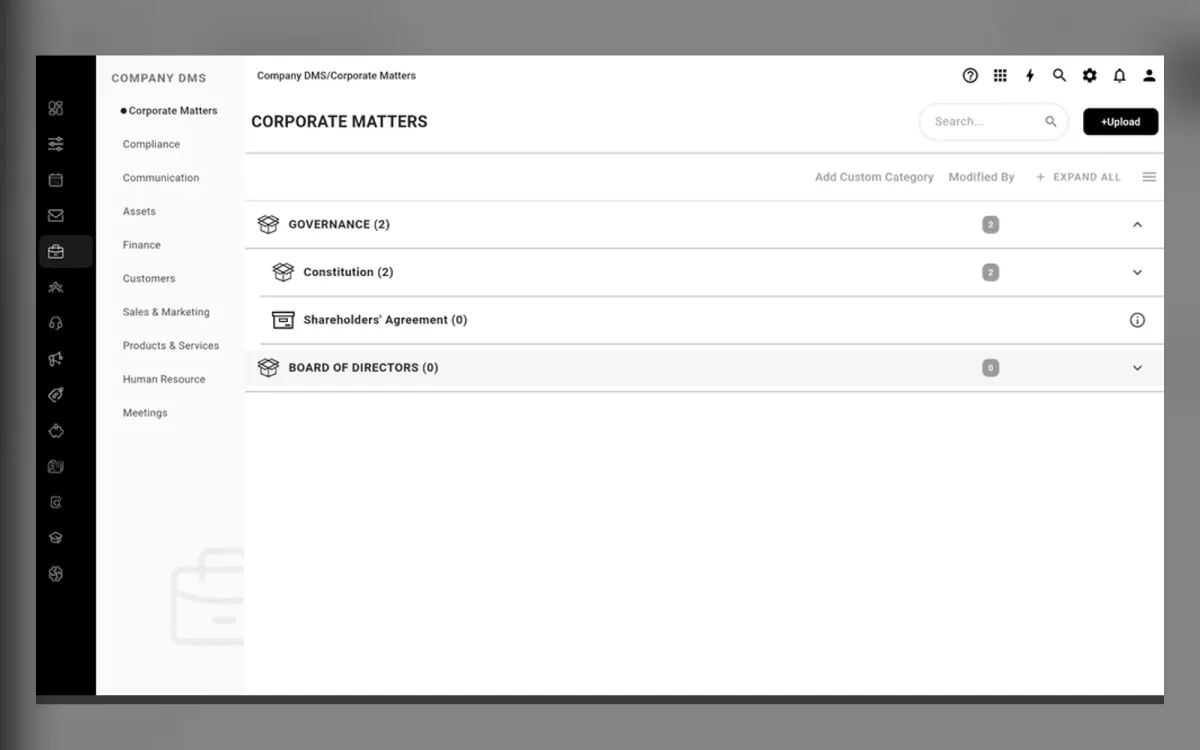 COMPANY DMS
Corporate Matters
Compliance
Communication
Assets
Finance
Customers
Sales & Marketing
Products & Services
Human Resource
Meetings
Company DMS/Corporate Matters
CORPORATE MATTERS
Search...
+Upload
Add Custom Category Modified By + EXPAND ALL
GOVERNANCE (2) 2
Constitution (2) 2
Shareholders' Agreement (0)
BOARD OF DIRECTORS (0) 0